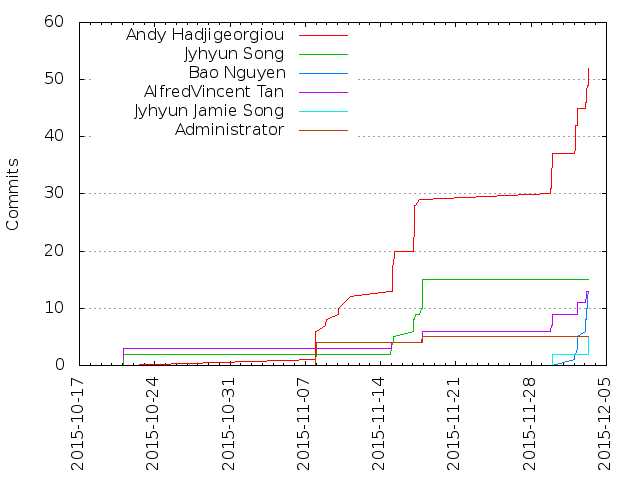 60
50
40
30
20
10
0
Commits
Andy Hadjigeorgiou
Jyhyun Song
Bao Nguyen
AlfredVincent Tan
Jyhyun Jamie Song
Administrator
2015-10-17
2015-10-24
2015-10-31
2015-11-07
2015-11-14
2015-11-21
2015-11-28
2015-12-05